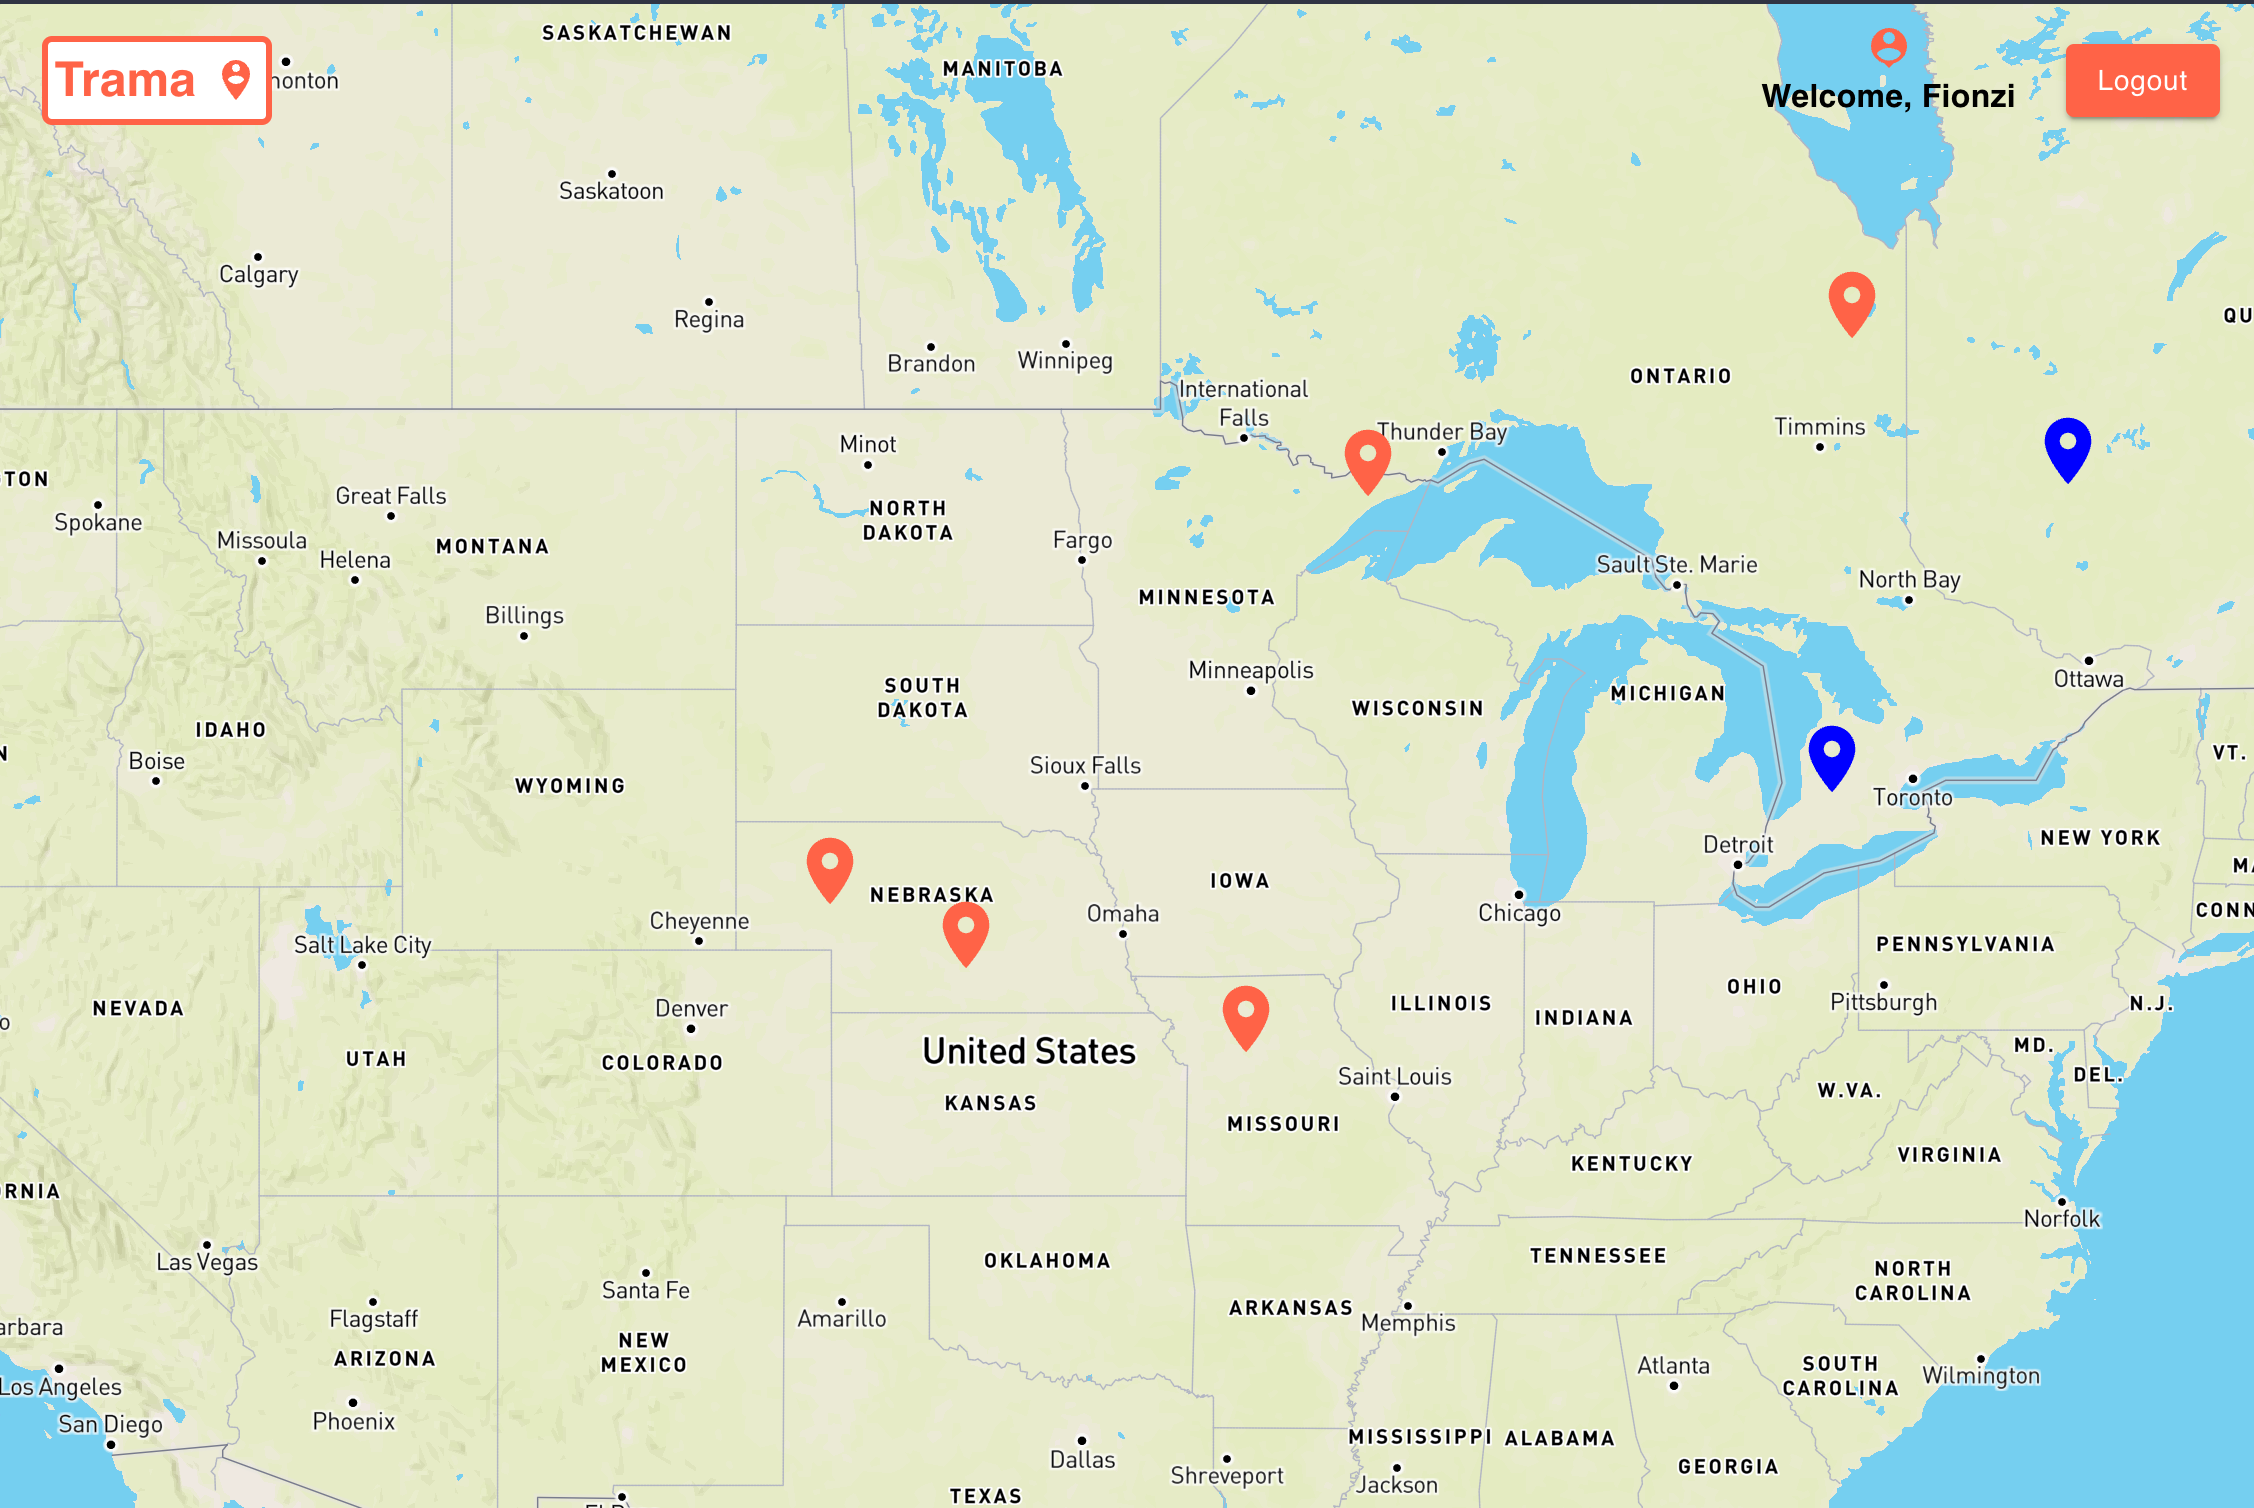 SASKATCHEWAN
MANITOBA
Trama
monton
Welcome, Fionzi
Logout
Saskatoon
Calgary
Regina
Brandon
Winnipeg
QU
International
Falls
ONTARIO
Thunder Bay
Timmins
Minot
TON
Great Falls
Spokane
NORTH
DAKOTA
Missoula
Helena
MONTANA
Fargo
Sault Ste. Marie
North Bay
MINNESOTA
Billings
Minneapolis
Ottawa
SOUTH
DAKOTA
MICHIGAN
WISCONSIN
IDAHO
N
VT.
Boise
Sioux Falls
WYOMING
Toronto
NEW YORK
Detroit
MA
IOWA
NEBRASKA
CONN
Omaha
Chicago
Cheyenne
Salt Lake City
PENNSYLVANIA
OHIO
NEVADA
Denver
ILLINOIS
INDIANA
Pittsburgh
N.J.
o
UTAH
COLORADO
United States
MD.
Saint Louis
DEL.
W.VA.
KANSAS
MISSOURI
VIRGINIA
KENTUCKY
RNIA
Norfolk
Las Vegas
OKLAHOMA
TENNESSEE
NORTH
CAROLINA
Santa Fe
Flagstaff
Amarillo
ARKANSAS
Memphis
arbara
NEW
MEXICO
ARIZONA
Atlanta
SOUTH
CAROLINA
Wilmington
Los Angeles
San Diego
Phoenix
MISSISSIPPI
ALABAMA
Dallas
Shreveport
GEORGIA
Jackson
TEXAS